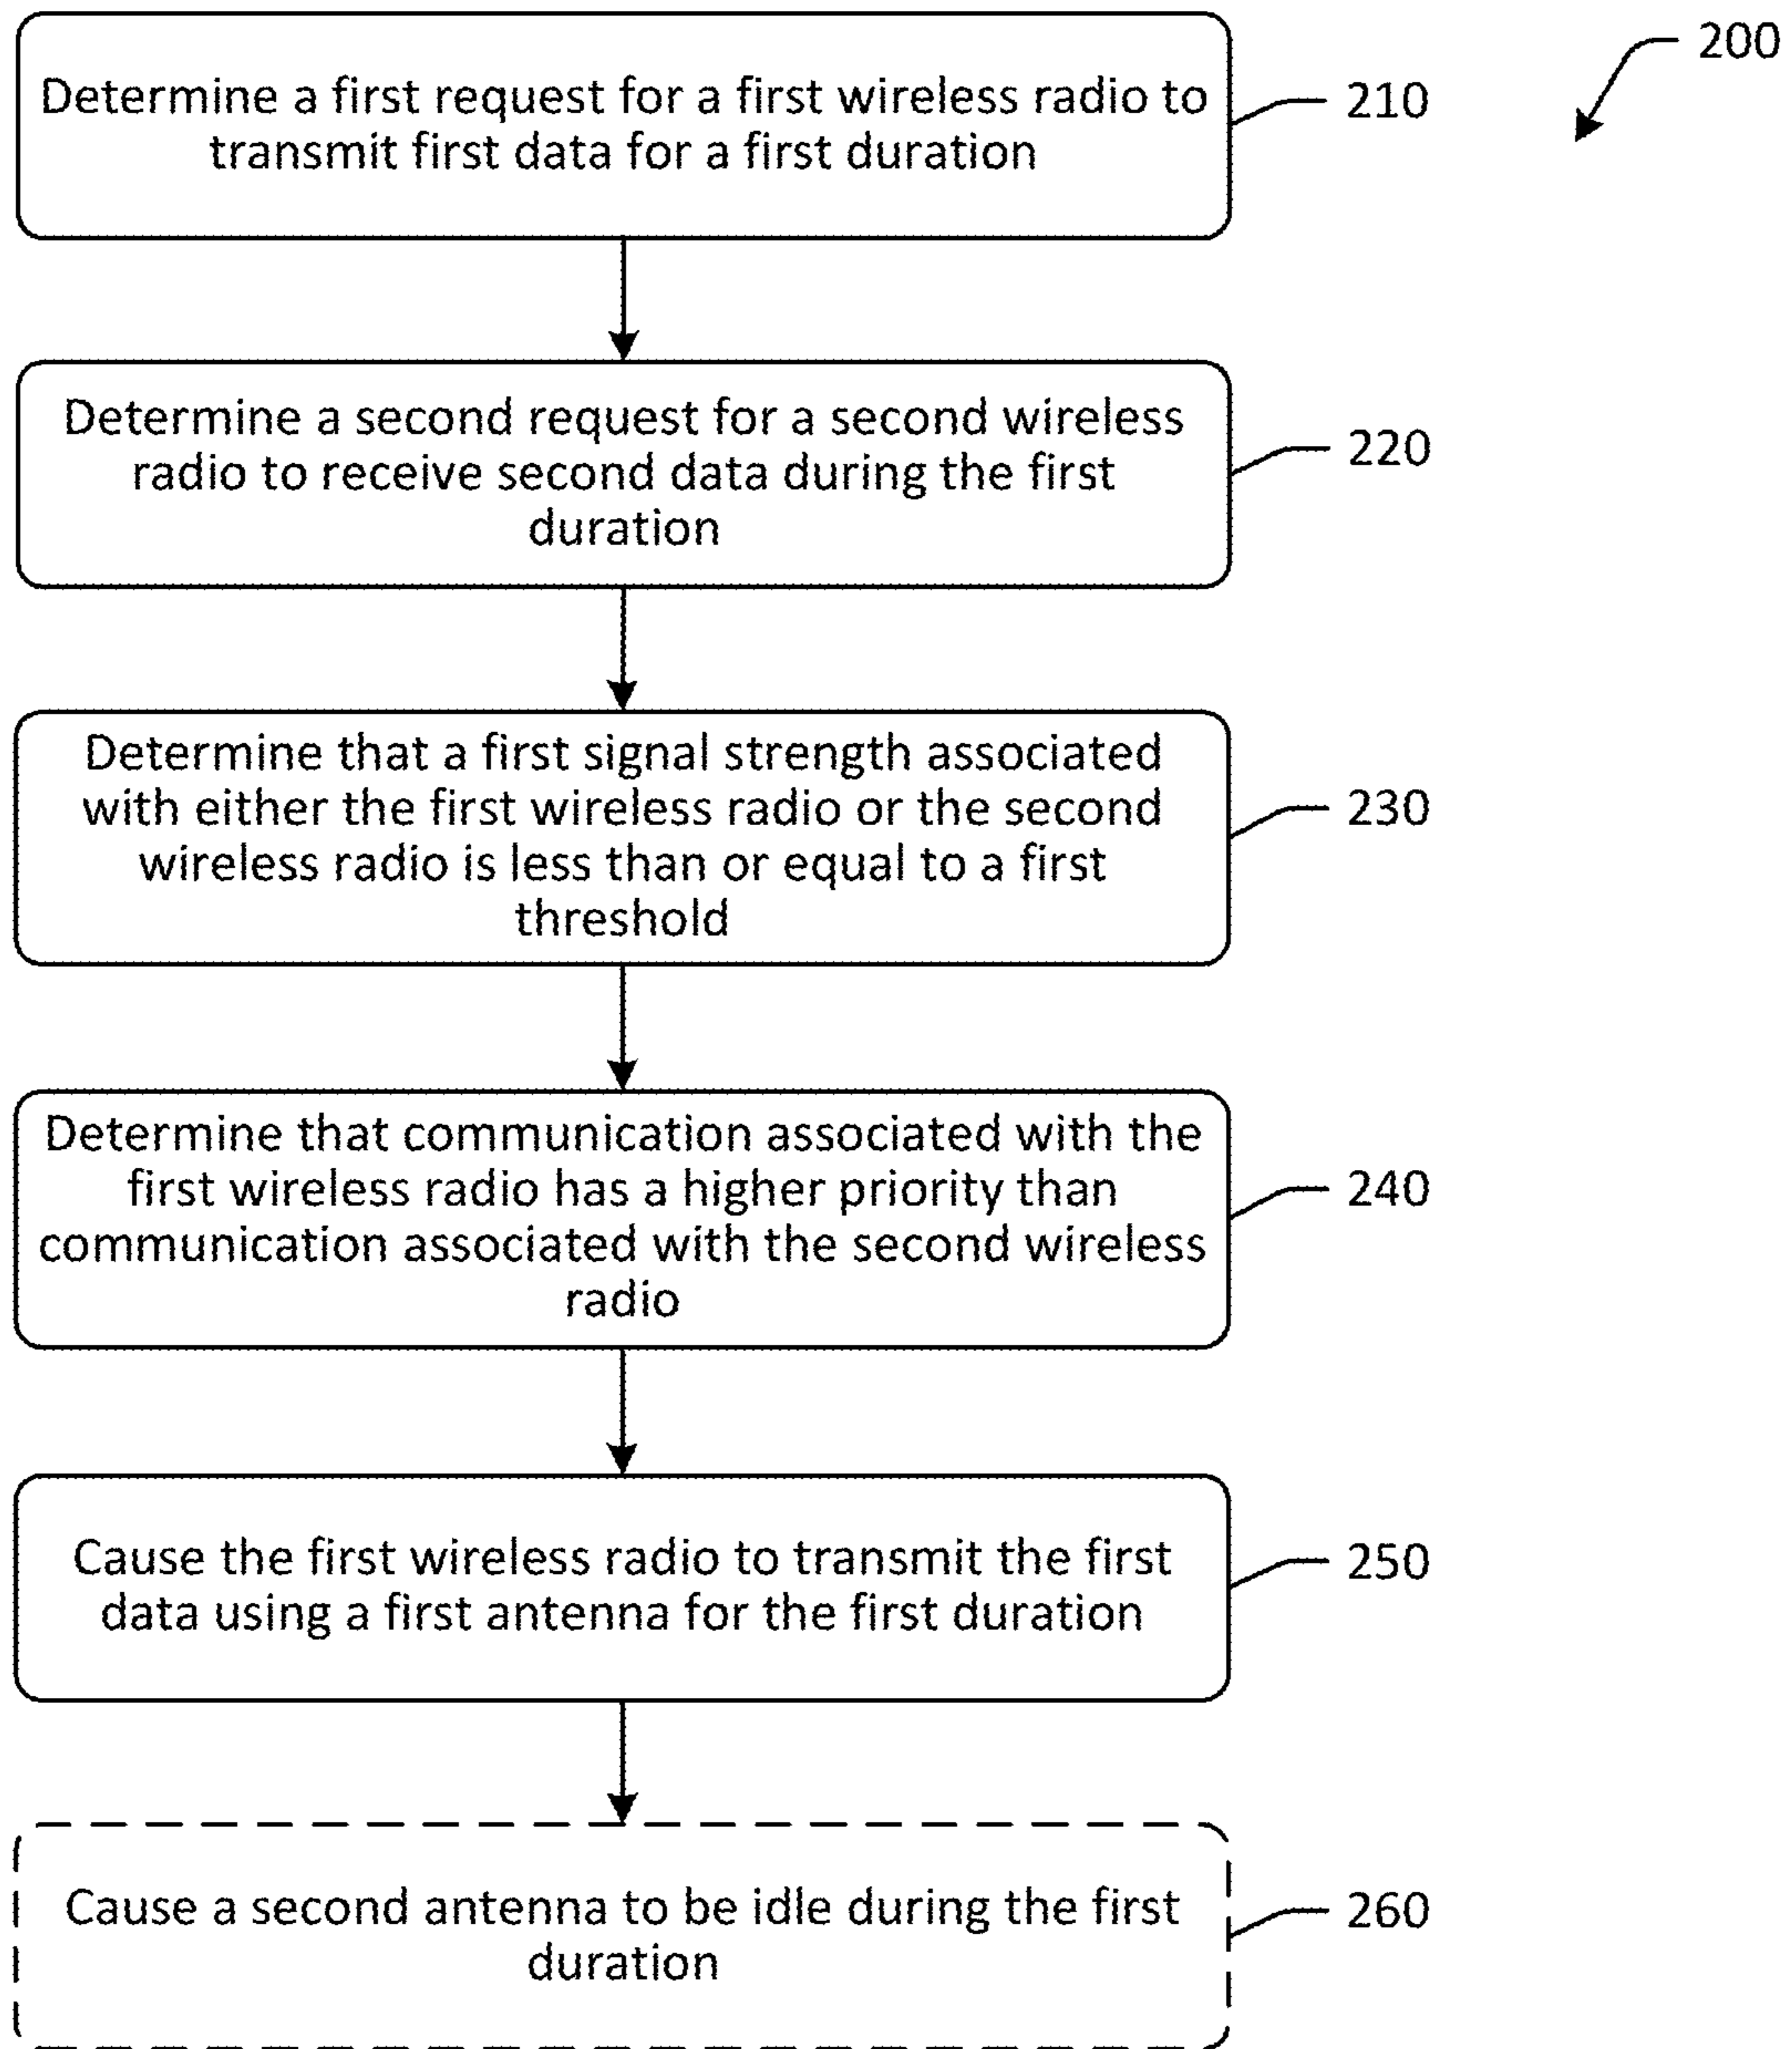 200
Determine a first request for a first wireless radio to
transmit first data for a first duration
210
Determine a second request for a second wireless
radio to receive second data during the first
duration
220
Determine that a first signal strength associated
with either the first wireless radio or the second
wireless radio is less than or equal to a first
threshold
230
Determine that communication associated with the
first wireless radio has a higher priority than
communication associated with the second wireless
radio
240
Cause the first wireless radio to transmit the first
data using a first antenna for the first duration
250
Cause a second antenna to be idle during the first
duration
260